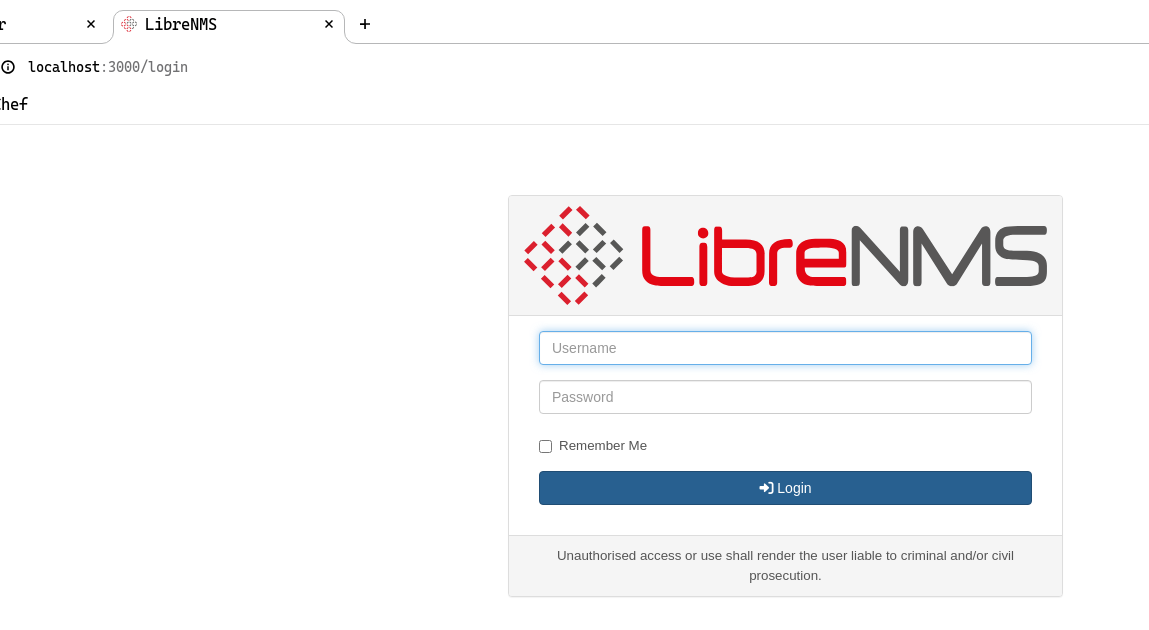 r
LibreNMS
localhost:3000/login
Chef
LibreNMS
Username
Password
Remember Me
Login
Unauthorised access or use shall render the user liable to criminal and/or civil
prosecution.